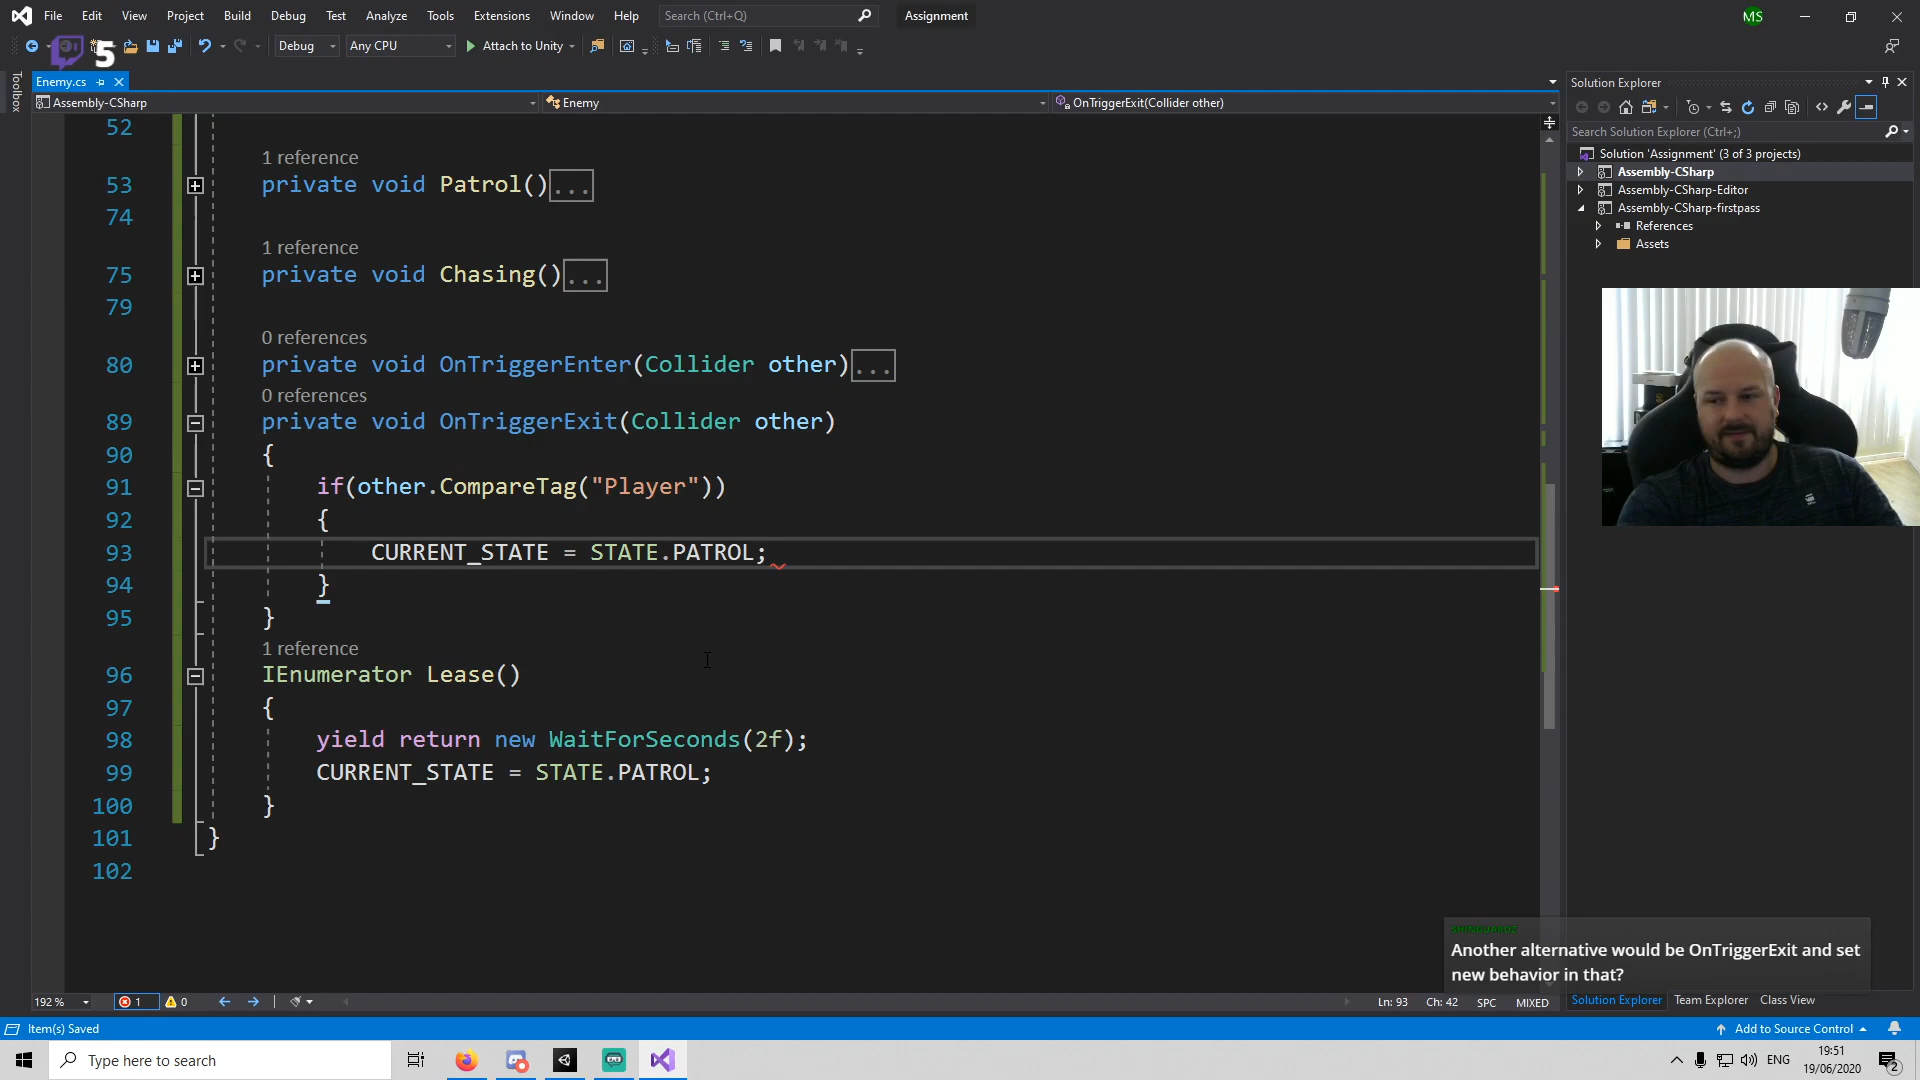 File Edit View Project Build Debug Test Analyze Tools Extensions Window Help Search (Ctrl+Q) Assignment MS
5 Debug Any CPU Attach to Unity
Toolbox
Enemy.cs
Assembly-CSharp Enemy OnTriggerExit(Collider other)
52
1 reference
53 private void Patrol()...
74
1 reference
75 private void Chasing()...
79
0 references
80 private void OnTriggerEnter(Collider other)...
0 references
89 private void OnTriggerExit(Collider other)
90 {
91 if(other.CompareTag("Player"))
92 {
93 CURRENT_STATE = STATE.PATROL;
94 }
95 }
1 reference
96 IEnumerator Lease()
97 {
98 yield return new WaitForSeconds(2f);
99 CURRENT_STATE = STATE.PATROL;
100 }
101 }
102
Solution Explorer
Search Solution Explorer (Ctrl+;)
Solution 'Assignment' (3 of 3 projects)
Assembly-CSharp
Assembly-CSharp-Editor
Assembly-CSharp-firstpass
References
Assets
Another alternative would be OnTriggerExit and set
new behavior in that?
192 % 1 0 Ln: 93 Ch: 42 SPC MIXED
Solution Explorer Team Explorer Class View
Item(s) Saved Add to Source Control
Type here to search ENG 19:51
19/06/2020 2